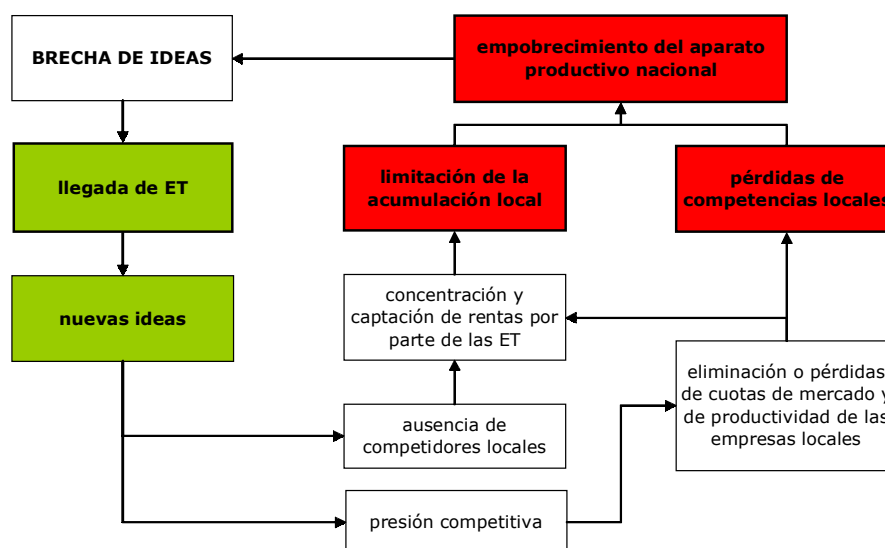 BRECHA DE IDEAS
empobrecimiento del aparato
productivo nacional
llegada de ET
limitación de la
acumulación local
pérdidas de
competencias locales
nuevas ideas
concentración y
captación de rentas por
parte de las ET
eliminación o pérdidas
de cuotas de mercado y
de productividad de las
empresas locales
ausencia de
competidores locales
presión competitiva